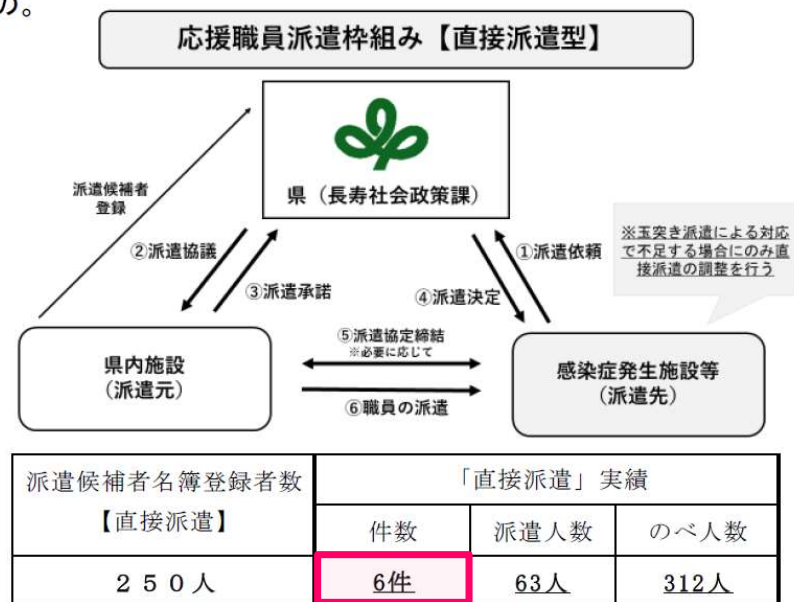 の。
応援職員派遣枠組み【直接派遣型】
県（長寿社会政策課）
派遣候補者
登録
②派遣協議
③派遣承諾
①派遣依頼
④派遣決定
※玉突き派遣による対応
で不足する場合にのみ直
接派遣の調整を行う
県内施設
（派遣元）
⑤派遣協定締結
※必要に応じて
⑥職員の派遣
感染症発生施設等
（派遣先）
派遣候補者名簿登録者数
【直接派遣】
「直接派遣」実績
件数
派遣人数
のべ人数
２５０人
6件
63人
312人